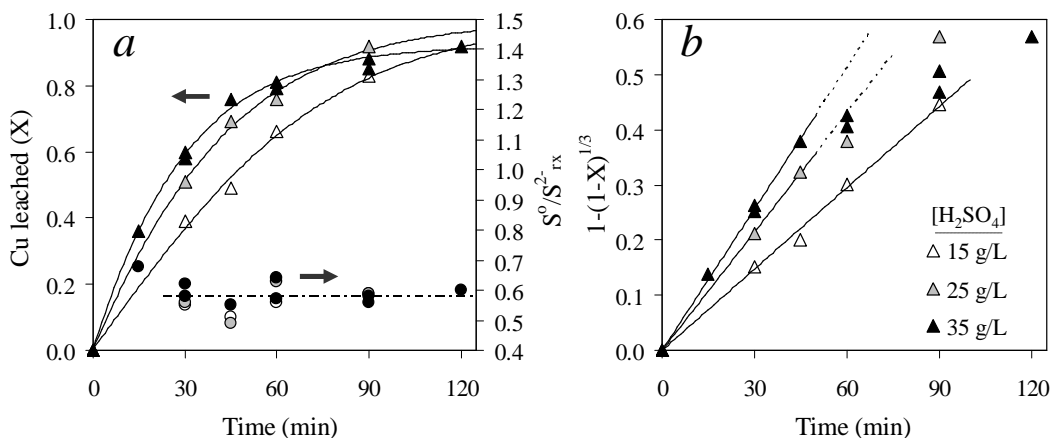 a
Cu leached (X)
1.0
0.8
0.6
0.4
0.2
0.0
1.5
1.4
1.3
1.2
1.1
1.0
0.9
0.8
0.7
0.6
0.5
0.4
S°/S²⁻rx
0 30 60 90 120
Time (min)
b
1-(1-X)^1/3
0.6
0.5
0.4
0.3
0.2
0.1
0.0
[H₂SO₄]
15 g/L
25 g/L
35 g/L
0 30 60 90 120
Time (min)